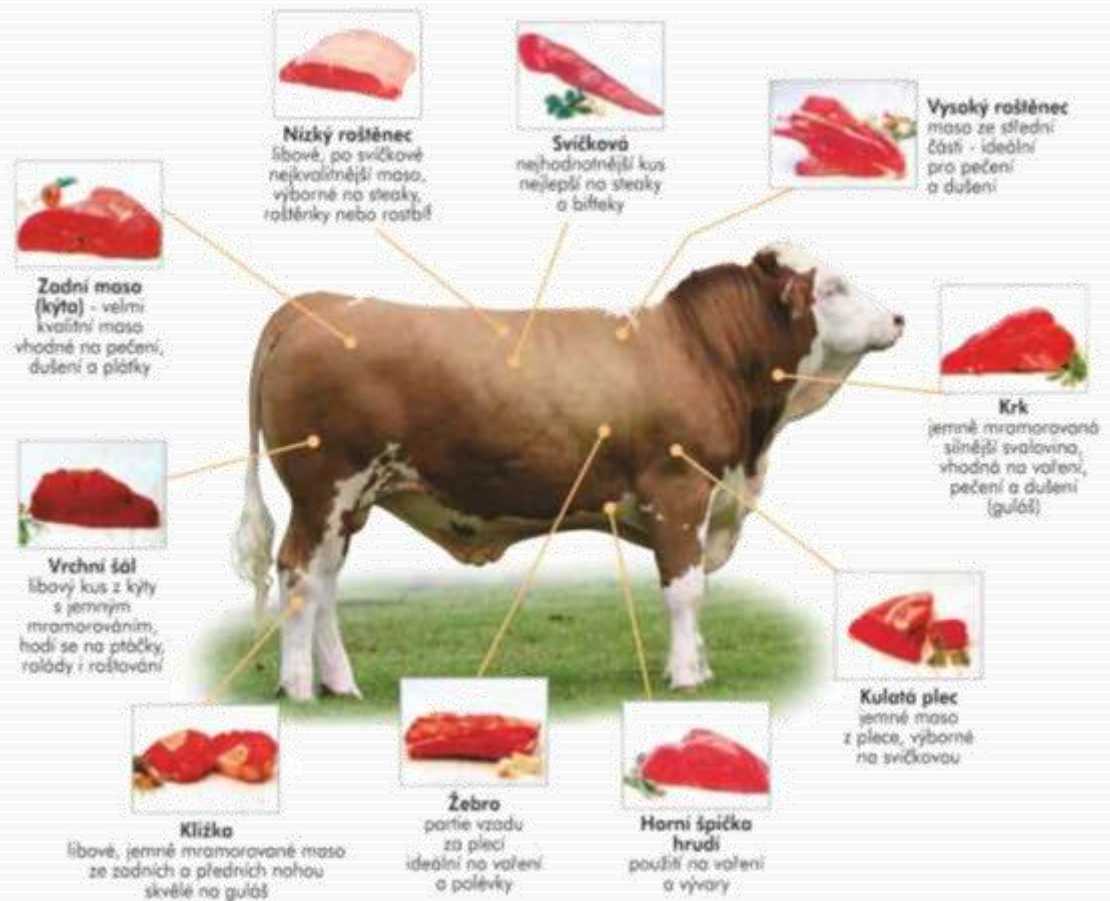 Nízký roštěnec
libové, po svíčkové
nejkvalitnější maso,
výborné na steaky,
roštěnky nebo rostbíf
Svíčková
nejhodnotnější kus
nejlepší na steaky
a bifteky
Vysoký roštěnec
maso ze střední
části - ideální
pro pečení
a dušení
Zadní maso
(kýta) - velmi
kvalitní maso
vhodné na pečení,
dušení a plátky
Krk
jemně mramorovaná
silnější svalovina,
vhodná na vaření,
pečení a dušení
(guláš)
Vrchní šál
libový kus z kýty
s jemným
mramorováním,
hodí se na ptáčky,
rolády i roštování
Kulatá plec
jemné maso
z plece, výborné
na svíčkovou
Kližka
libové, jemně mramorované maso
ze zadních a předních nohou
skvělé na guláš
Žebro
partie vzadu
za plecí
ideální na vaření
a polévky
Horní špička
hrudí
použití na vaření
a vývary